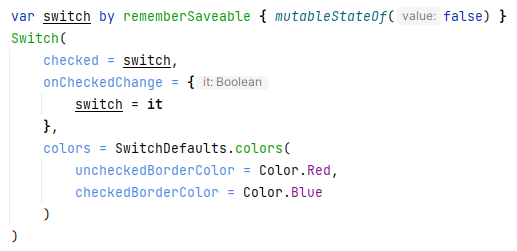 var switch by rememberSaveable { mutableStateOf( value: false) }
Switch(
    checked = switch,
    onCheckedChange = { it: Boolean
        switch = it
    },
    colors = SwitchDefaults.colors(
        uncheckedBorderColor = Color.Red,
        checkedBorderColor = Color.Blue
    )
)